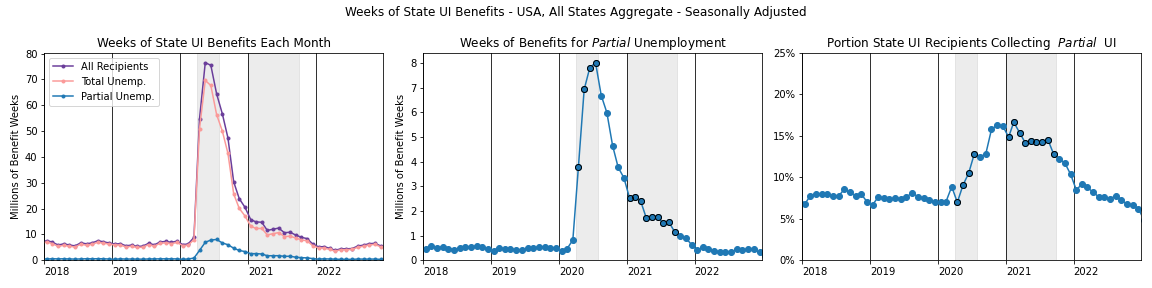 Weeks of State UI Benefits - USA, All States Aggregate - Seasonally Adjusted
Weeks of State UI Benefits Each Month
Millions of Benefit Weeks
80
70
60
50
40
30
20
10
0
All Recipients
Total Unemp.
Partial Unemp.
2018 2019 2020 2021 2022
Weeks of Benefits for Partial Unemployment
Millions of Benefit Weeks
8
7
6
5
4
3
2
1
0
2018 2019 2020 2021 2022
Portion State UI Recipients Collecting Partial UI
25%
20%
15%
10%
5%
0%
2018 2019 2020 2021 2022